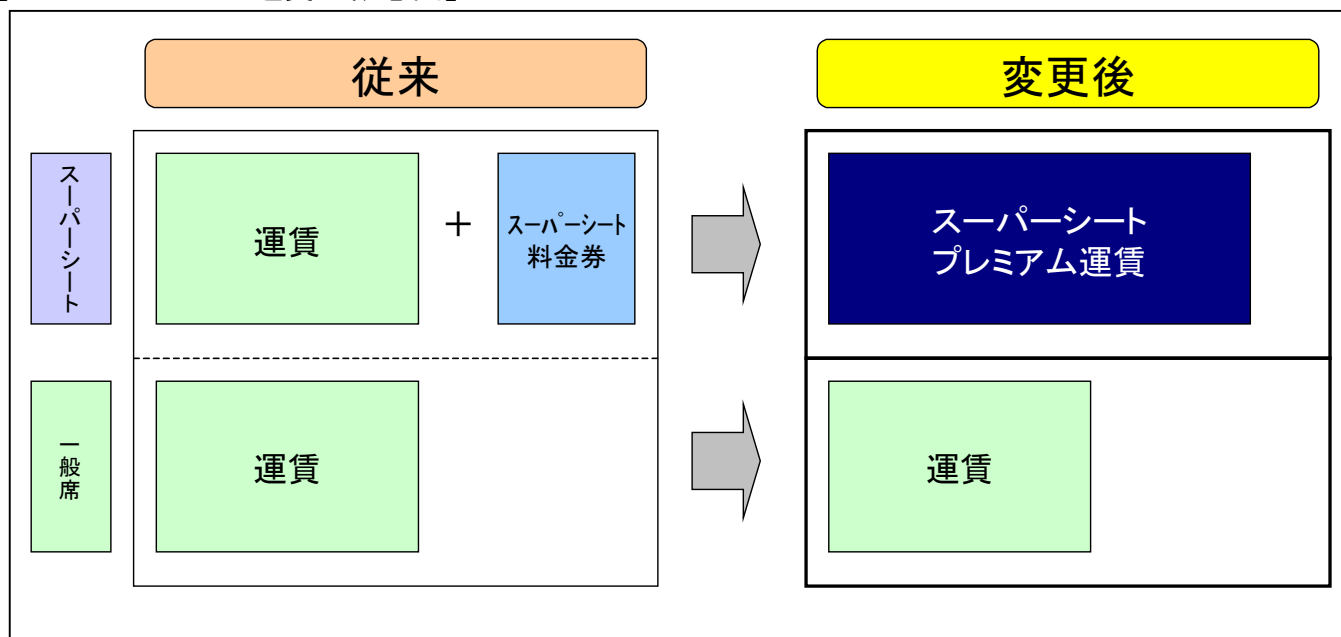 従来
変更後
スーパーシート
運賃
＋
スーパーシート
料金券
スーパーシート
プレミアム運賃
一般席
運賃
運賃